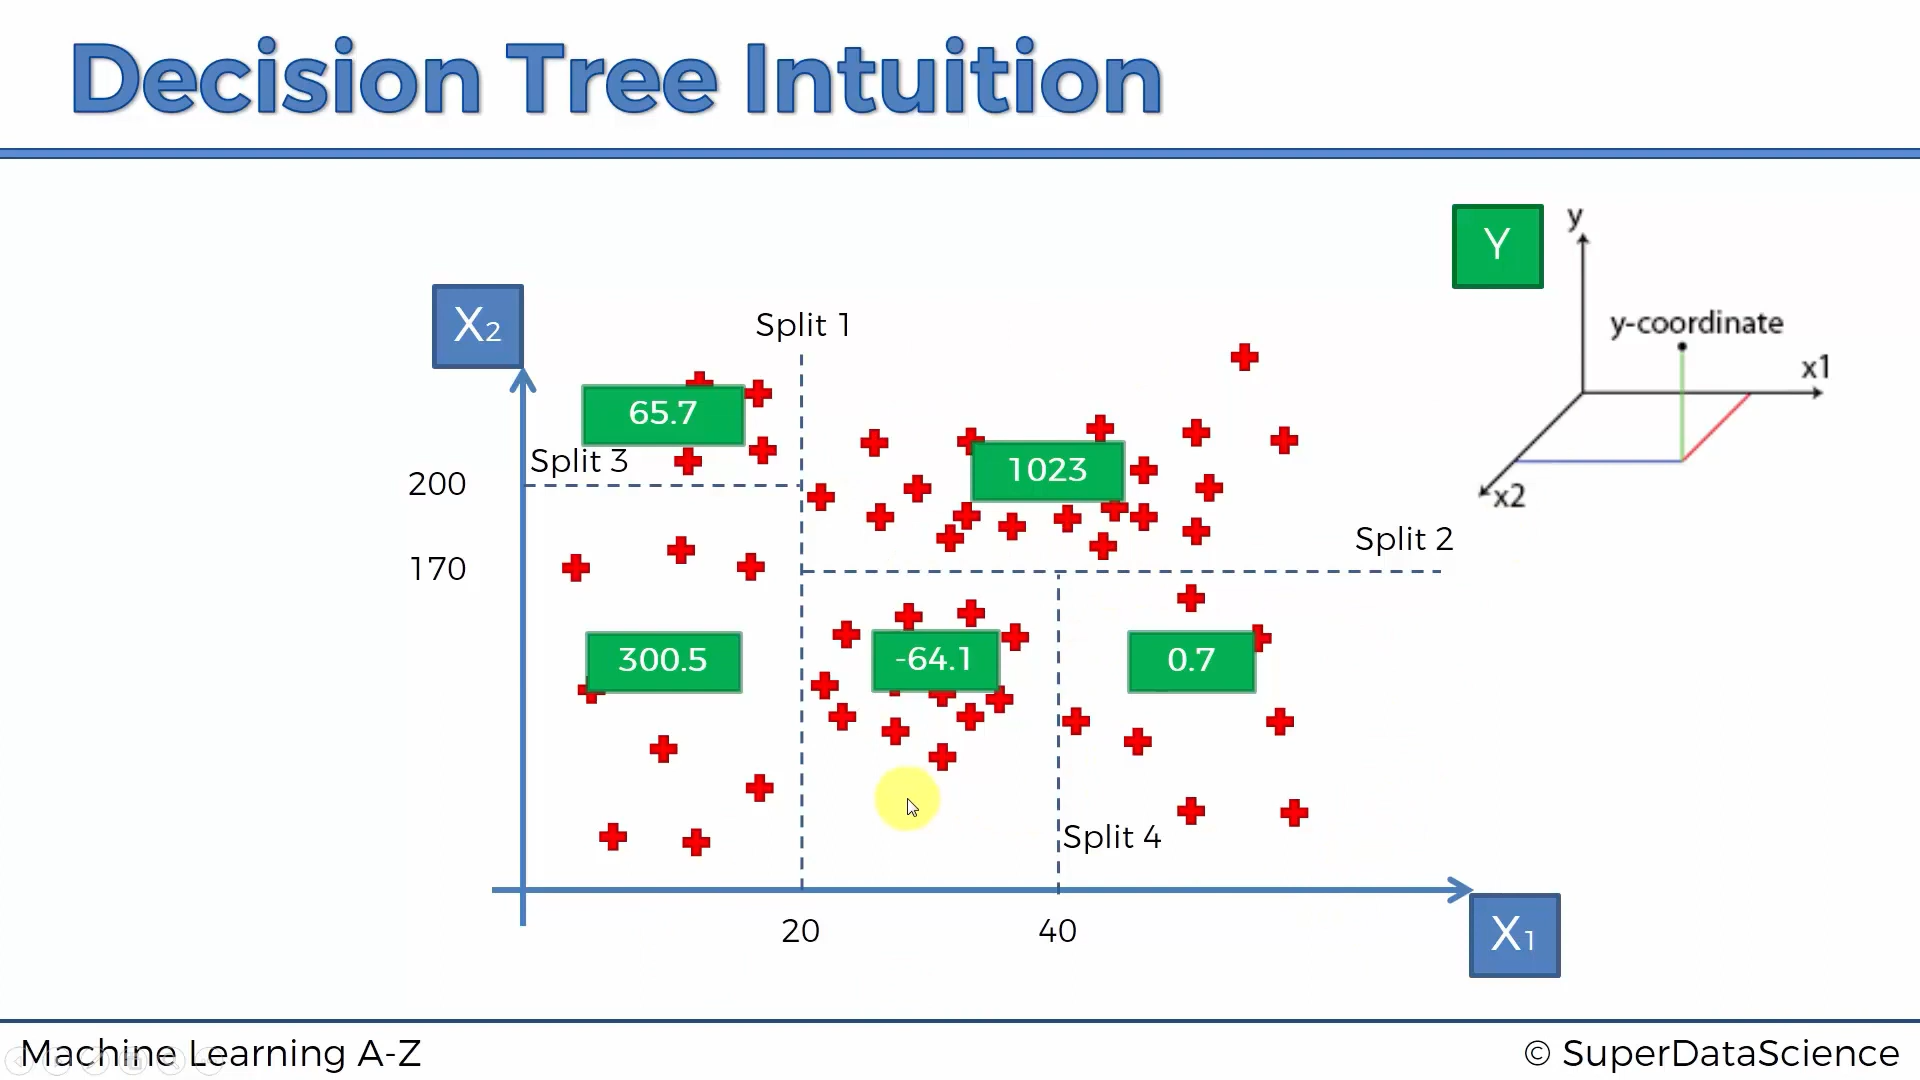 Decision Tree Intuition
Y
y
y-coordinate
x1
x2
X2
Split 1
65.7
Split 3
200
1023
Split 2
170
300.5
-64.1
0.7
Split 4
20
40
X1
Machine Learning A-Z
© SuperDataScience